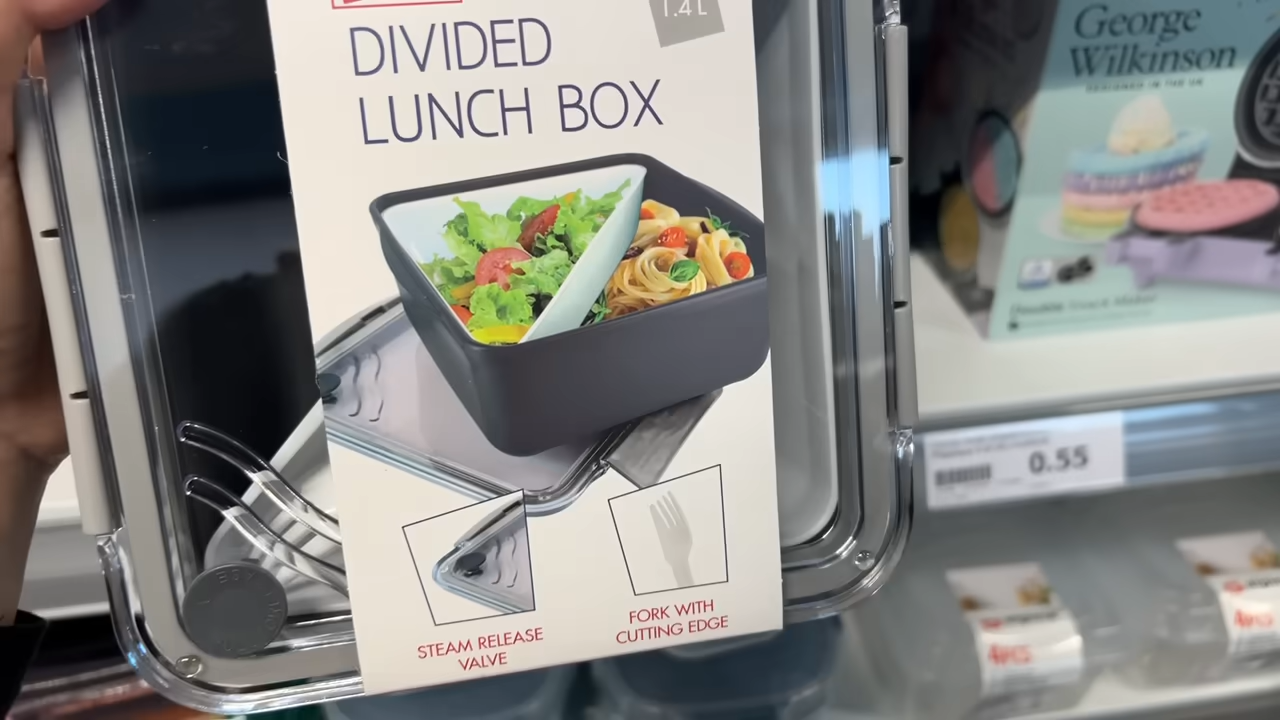 1.4L
DIVIDED
LUNCH BOX
STEAM RELEASE
VALVE
FORK WITH
CUTTING EDGE
George
Wilkinson
DESIGNED IN THE UK
0.55
4PCS